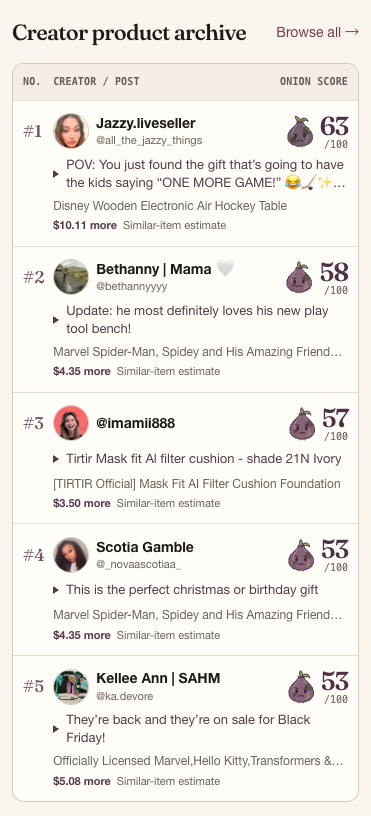 Creator product archive
Browse all →
NO. CREATOR / POST ONION SCORE
#1 Jazzy.liveseller 63
@all_the_jazzy_things /100
POV: You just found the gift that's going to have
the kids saying “ONE MORE GAME!” 😂🏒✨…
Disney Wooden Electronic Air Hockey Table
$10.11 more Similar-item estimate
#2 Bethanny | Mama 🤍 58
@bethannyyyy /100
Update: he most definitely loves his new play
tool bench!
Marvel Spider-Man, Spidey and His Amazing Friend…
$4.35 more Similar-item estimate
#3 @imamii888 57
/100
Tirtir Mask fit AI filter cushion - shade 21N Ivory
[TIRTIR Official] Mask Fit AI Filter Cushion Foundation
$3.50 more Similar-item estimate
#4 Scotia Gamble 53
@_novaascotiaa_ /100
This is the perfect christmas or birthday gift
Marvel Spider-Man, Spidey and His Amazing Friend…
$4.35 more Similar-item estimate
#5 Kellee Ann | SAHM 53
@ka.devore /100
They’re back and they’re on sale for Black
Friday!
Officially Licensed Marvel,Hello Kitty,Transformers &…
$5.08 more Similar-item estimate